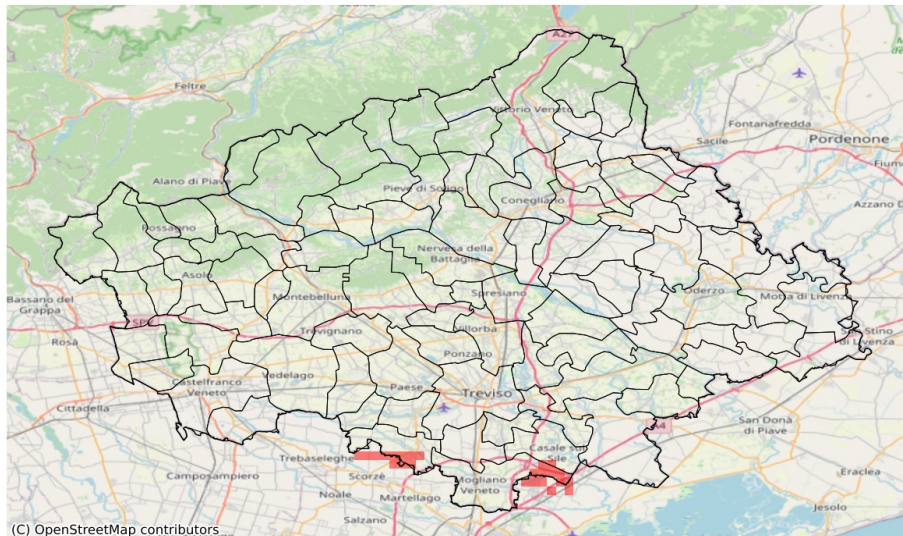 A27
Feltre
Vittorio Veneto
Fontanafredda
Pordenone
Sacile
Alano di Piave
Pieve di Soligo
Conegliano
Azzano D
Possagno
Nervesa della
Battaglia
Asolo
Oderzo
Motta di Livenza
Montebelluna
Spresiano
Bassano del
Grappa
Rosà
Trevignano
Villorba
di Livenza
Ponzano
Vedelago
Paese
Treviso
Castelfranco
Veneto
Cittadella
A4
San Donà
di Piave
Casale sul
Sile
Trebaseleghe
Camposampiero
Scorzè
Mogliano
Veneto
Eraclea
Noale
Martellago
Jesolo
Salzano
(C) OpenStreetMap contributors